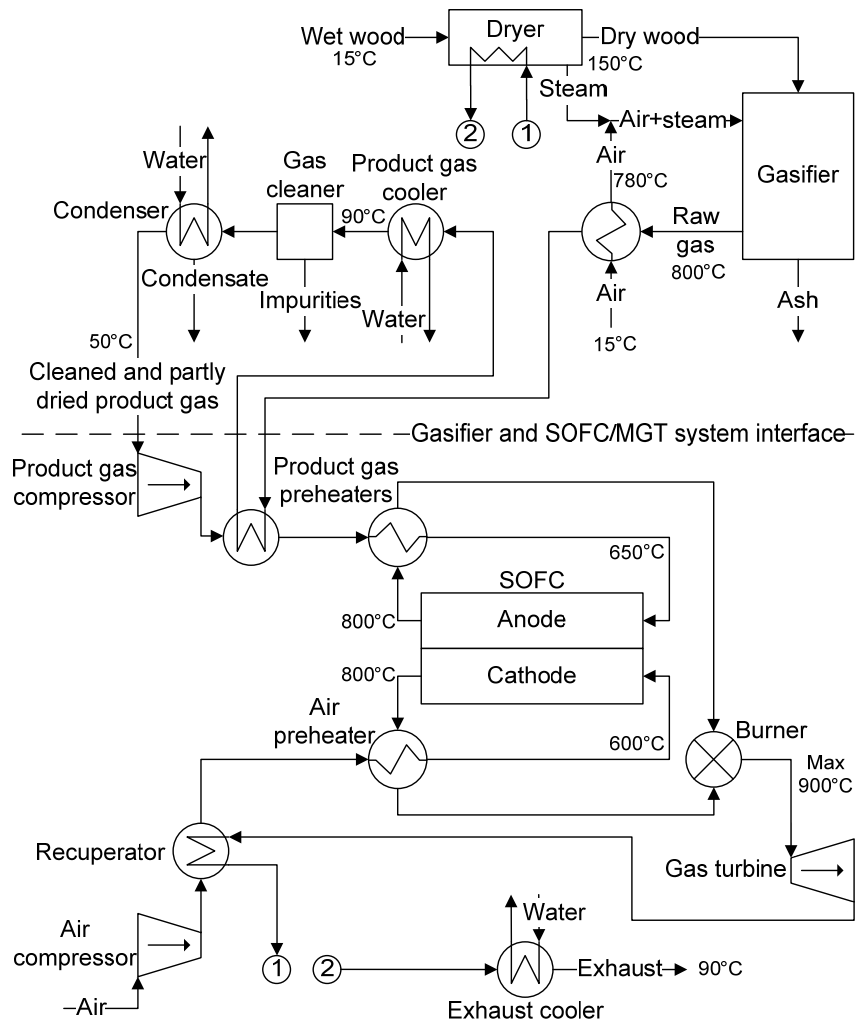 Dryer
Wet wood
15°C
Dry wood
150°C
Steam
2
1
Air+steam
Air
780°C
Gasifier
Water
Gas
cleaner
Product gas
cooler
Condenser
90°C
Raw
gas
800°C
Condensate
Impurities
Water
Air
15°C
Ash
50°C
Cleaned and partly
dried product gas
Gasifier and SOFC/MGT system interface
Product gas
compressor
Product gas
preheaters
650°C
SOFC
Anode
800°C
800°C
Cathode
Air
preheater
600°C
Burner
Max
900°C
Recuperator
Gas turbine
Air
compressor
Water
1
2
Exhaust
90°C
Air
Exhaust cooler